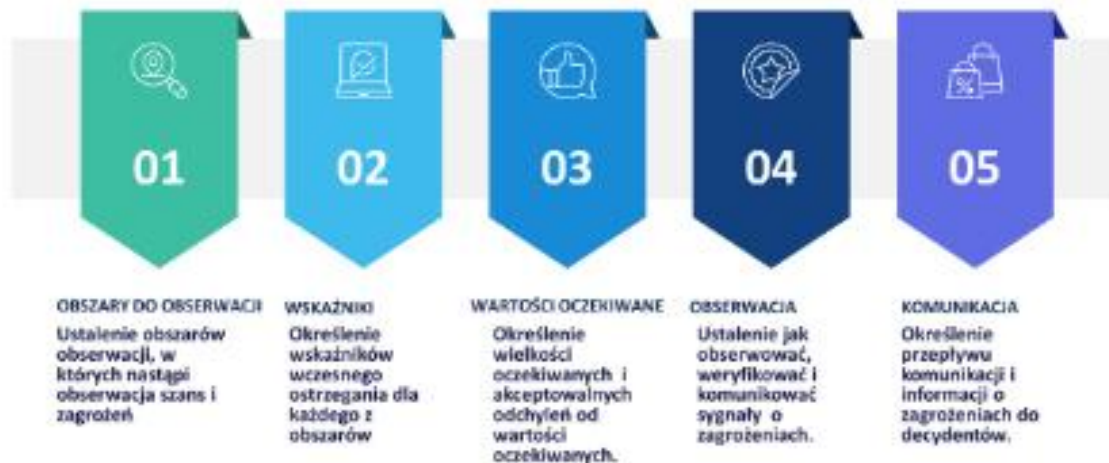 01
02
03
04
05
%
OBSZARY DO OBSERWACJI
Ustalenie obszarów
obserwacji, w
których nastąpi
obserwacja szans i
zagrożeń
WSKAŹNIKI
Określenie
wskaźników
wczesnego
ostrzegania dla
każdego z
obszarów
WARTOŚCI OCZEKIWANE
Określenie
wielkości
oczekiwanych i
akceptowalnych
odchyleń od
wartości
oczekiwanych.
OBSERWACJA
Ustalenie jak
obserwować,
weryfikować i
komunikować
sygnały o
zagrożeniach.
KOMUNIKACJA
Określenie
przepływu
komunikacji i
informacji o
zagrożeniach do
decydentów.